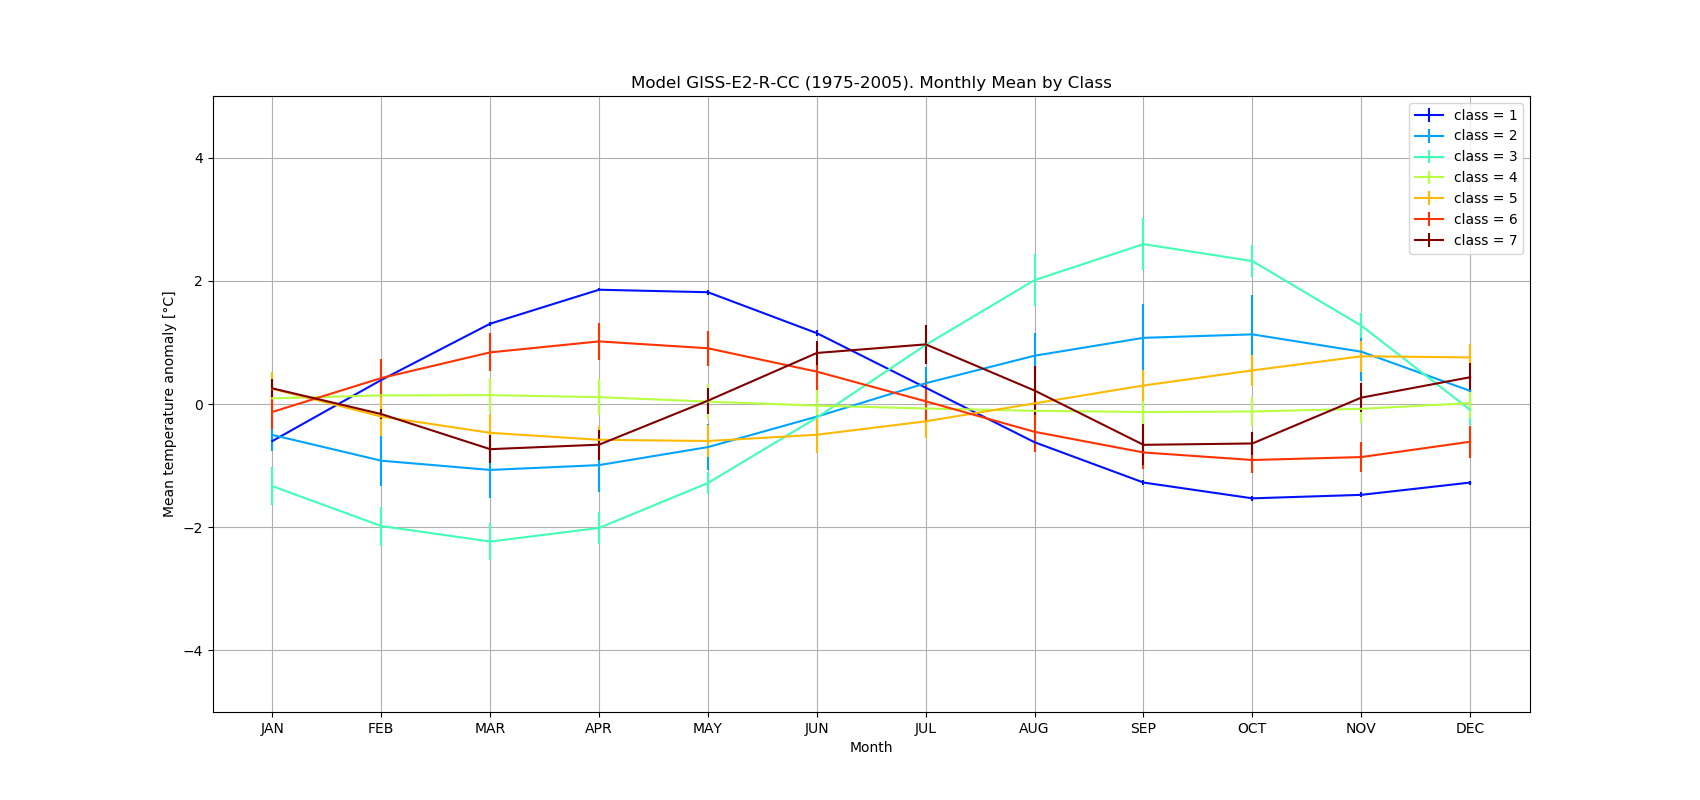 Model GISS-E2-R-CC (1975-2005). Monthly Mean by Class
class = 1
class = 2
class = 3
class = 4
class = 5
class = 6
class = 7
Mean temperature anomaly [°C]
4
2
0
−2
−4
JAN FEB MAR APR MAY JUN JUL AUG SEP OCT NOV DEC
Month